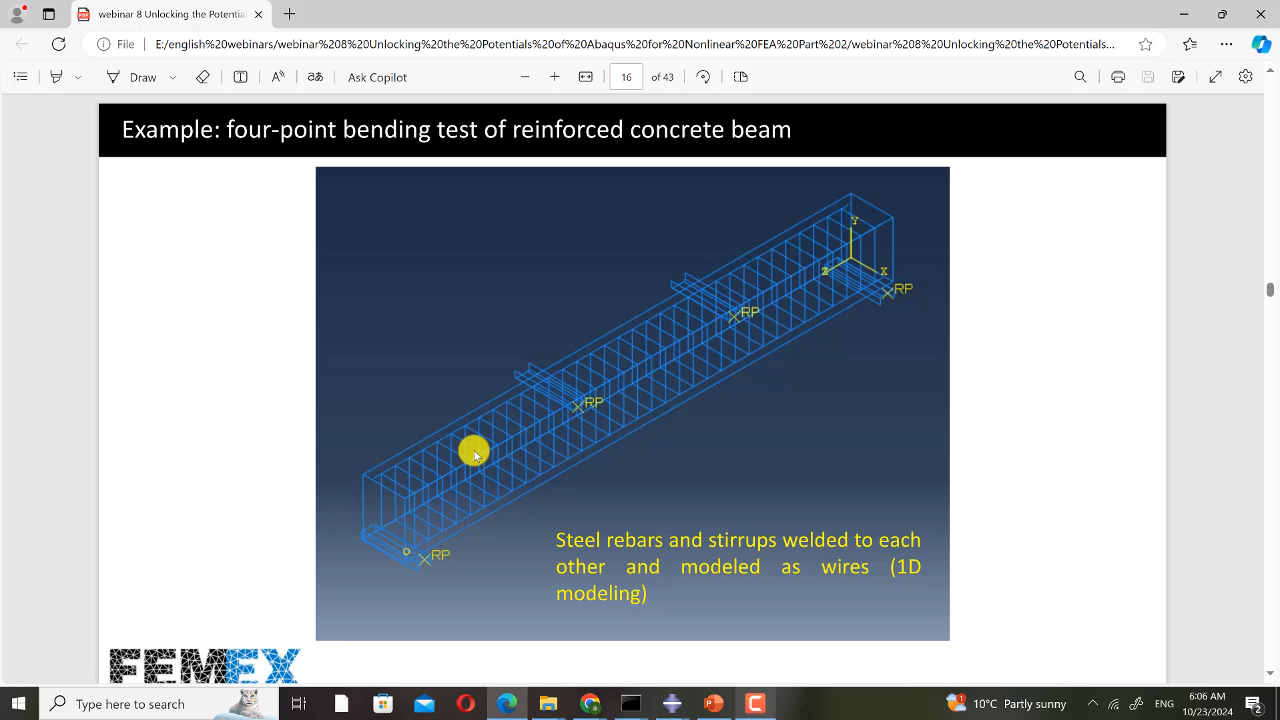 webinar 8 Unlocking the Potentia
File
E:/english%20webinars/webinar%208%20Unlocking%20the%20Potentials%20of%20Abaqus%20for%20Nonlinear%20FEA/Part%202/webinar%208%20Unlocking%20the%20Potentials...
Draw
Ask Copilot
16 of 43
Example: four-point bending test of reinforced concrete beam
Y
Z
X
RP
RP
RP
RP
Steel rebars and stirrups welded to each
other and modeled as wires (1D
modeling)
FEMEX
Type here to search
10°C Partly sunny
ENG
6:06 AM
10/23/2024